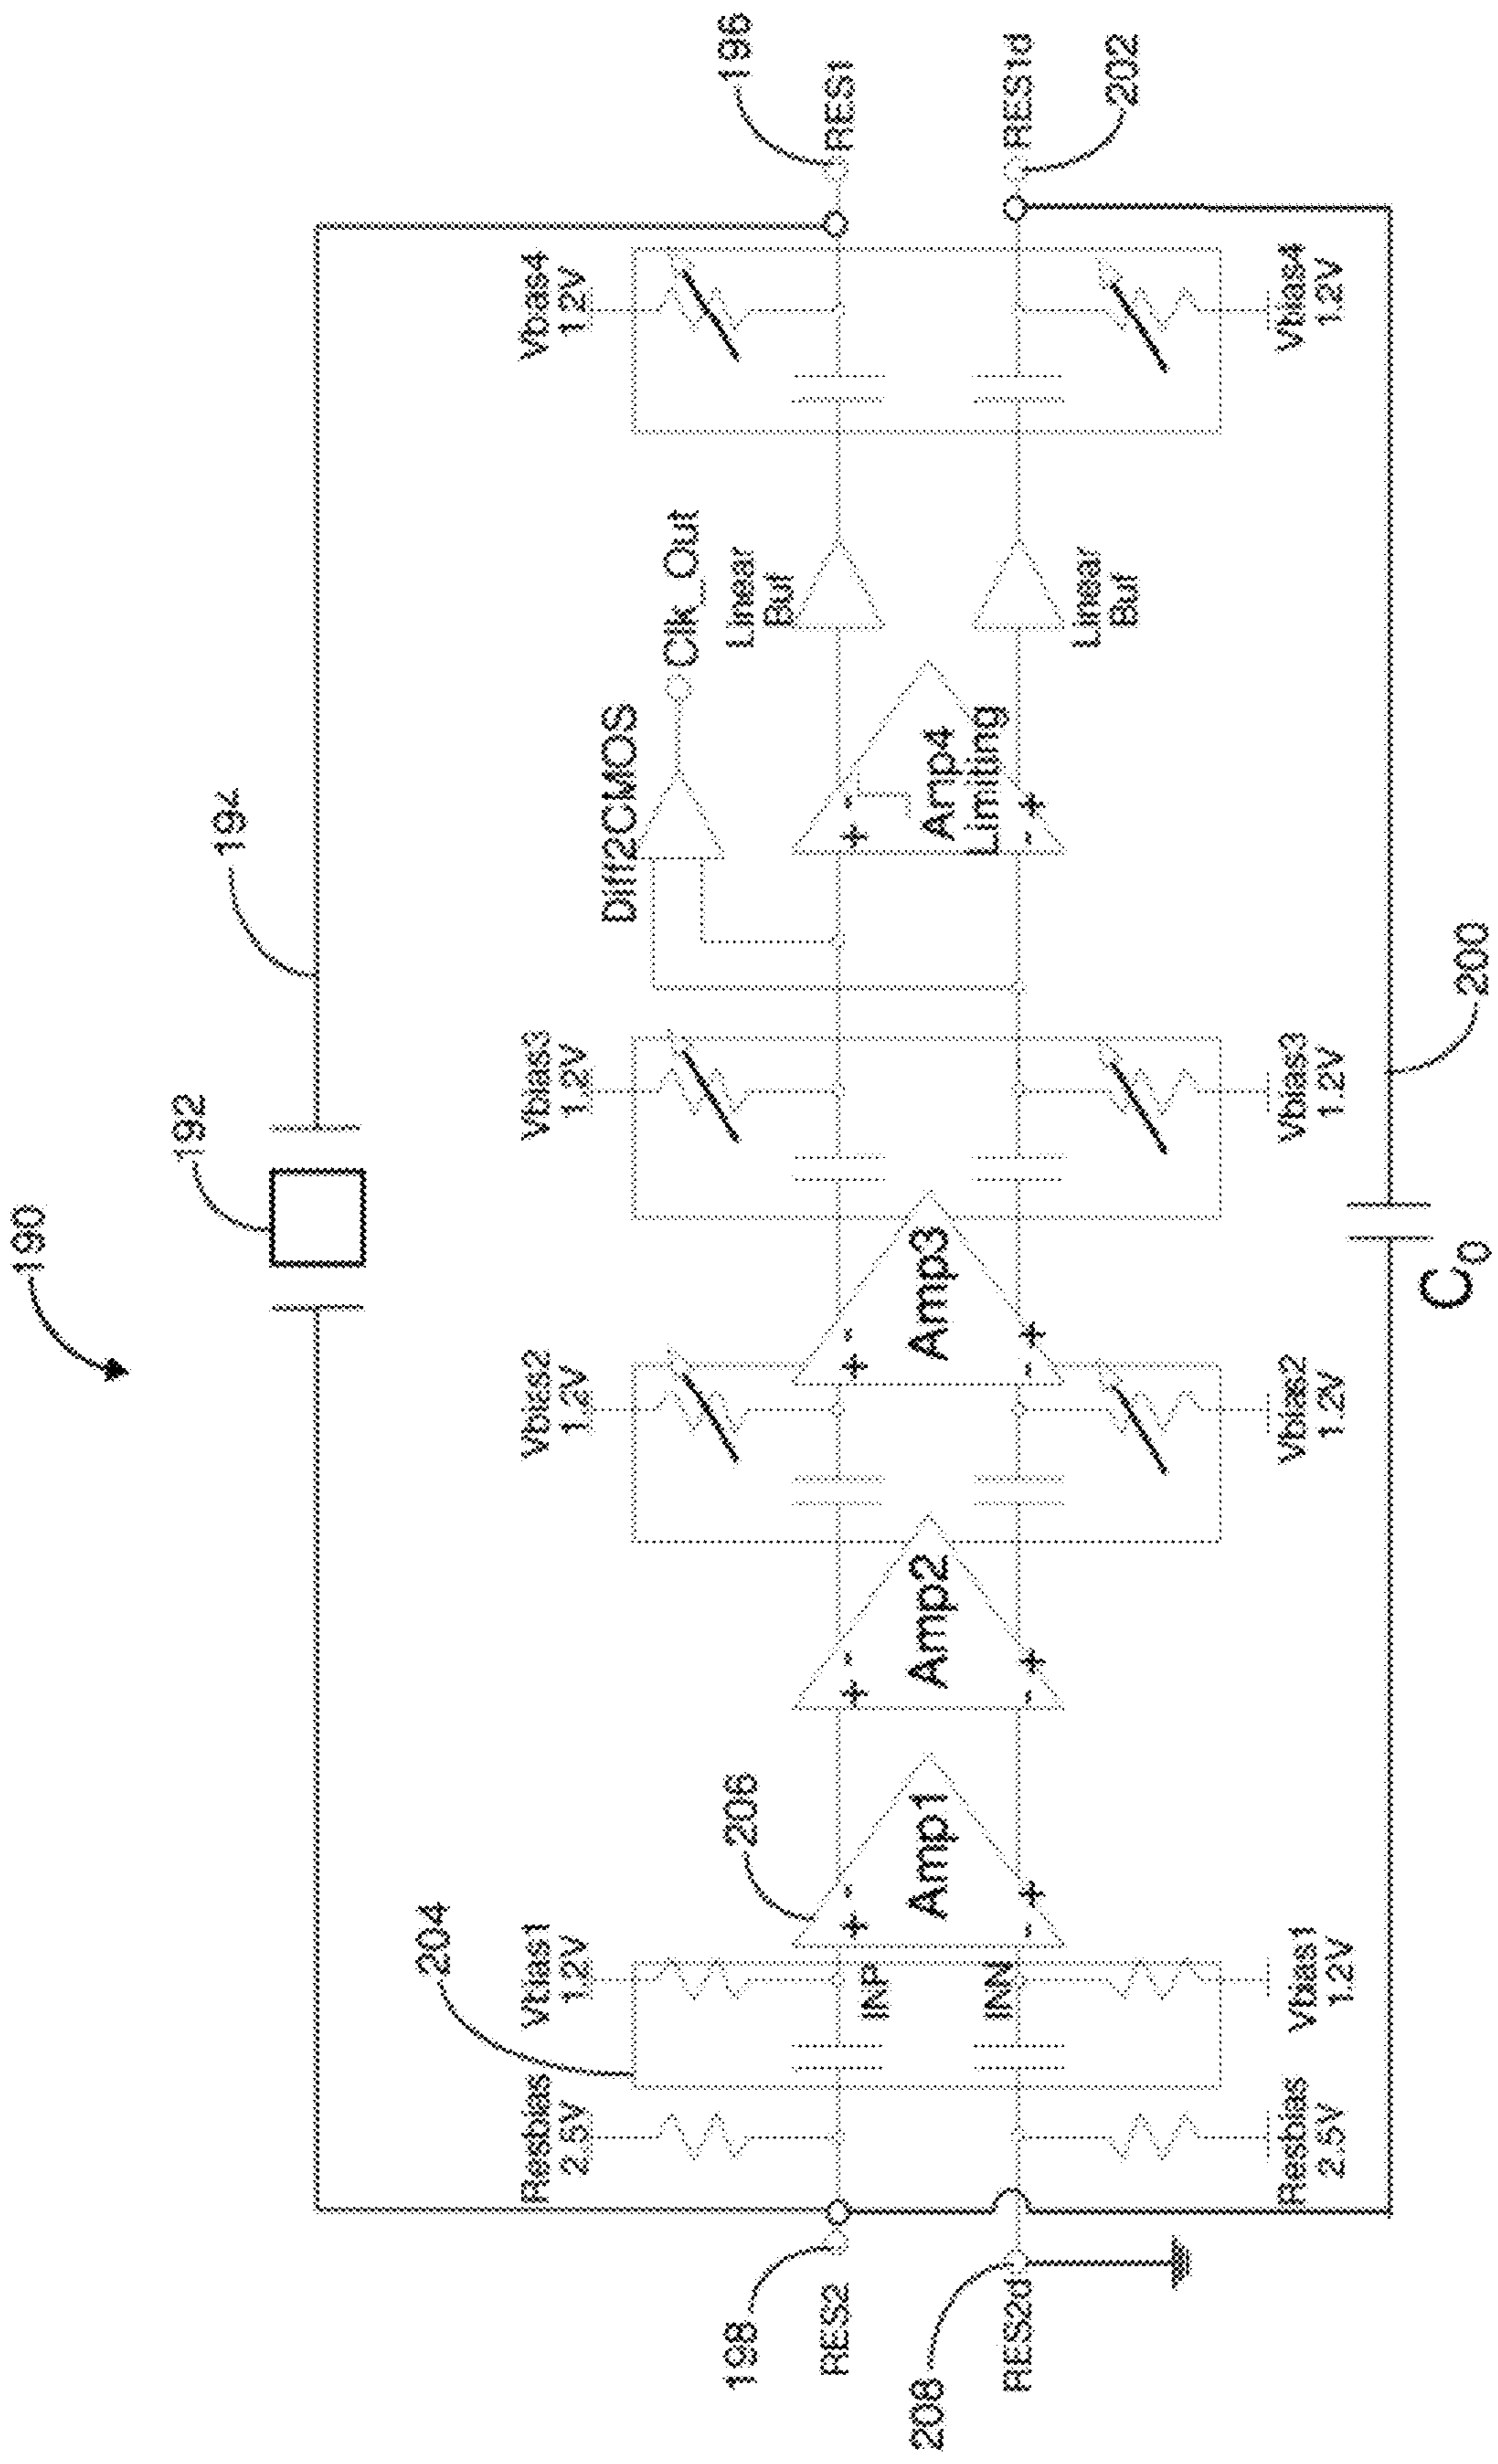 190
192
194
196
RES1
RES1d
202
Vbias4
1.2V
Vbias4
1.2V
Clk_Out
Diff2CMOS
Linear
Buf
Linear
Buf
+
-
Amp4
Limiting
-
+
Vbias3
1.2V
Vbias3
1.2V
200
C0
+
-
Amp3
-
+
Vbias2
1.2V
Vbias2
1.2V
+
-
Amp2
-
+
206
+
-
Amp1
-
+
204
Vbias1
1.2V
INP
INN
Vbias1
1.2V
Resbias
2.5V
Resbias
2.5V
198
RES2
208
RES2d